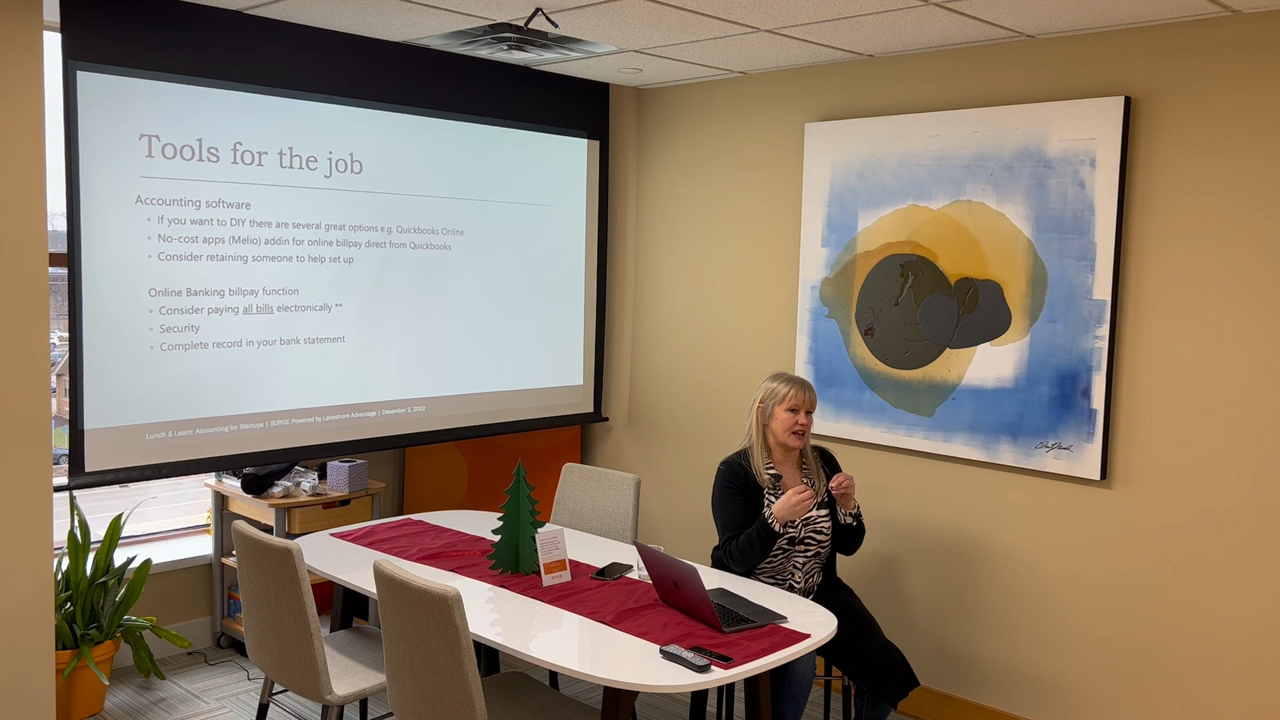 Tools for the job
Accounting software
If you want to DIY there are several great options e.g. Quickbooks Online
No-cost apps (Melio) addin for online billpay direct from Quickbooks
Consider retaining someone to help set up
Online Banking billpay function
Consider paying all bills electronically **
Security
Complete record in your bank statement
Lunch & Learn: Accounting for Startups | SURGE Powered by Lakeshore Advantage | December 2, 2022